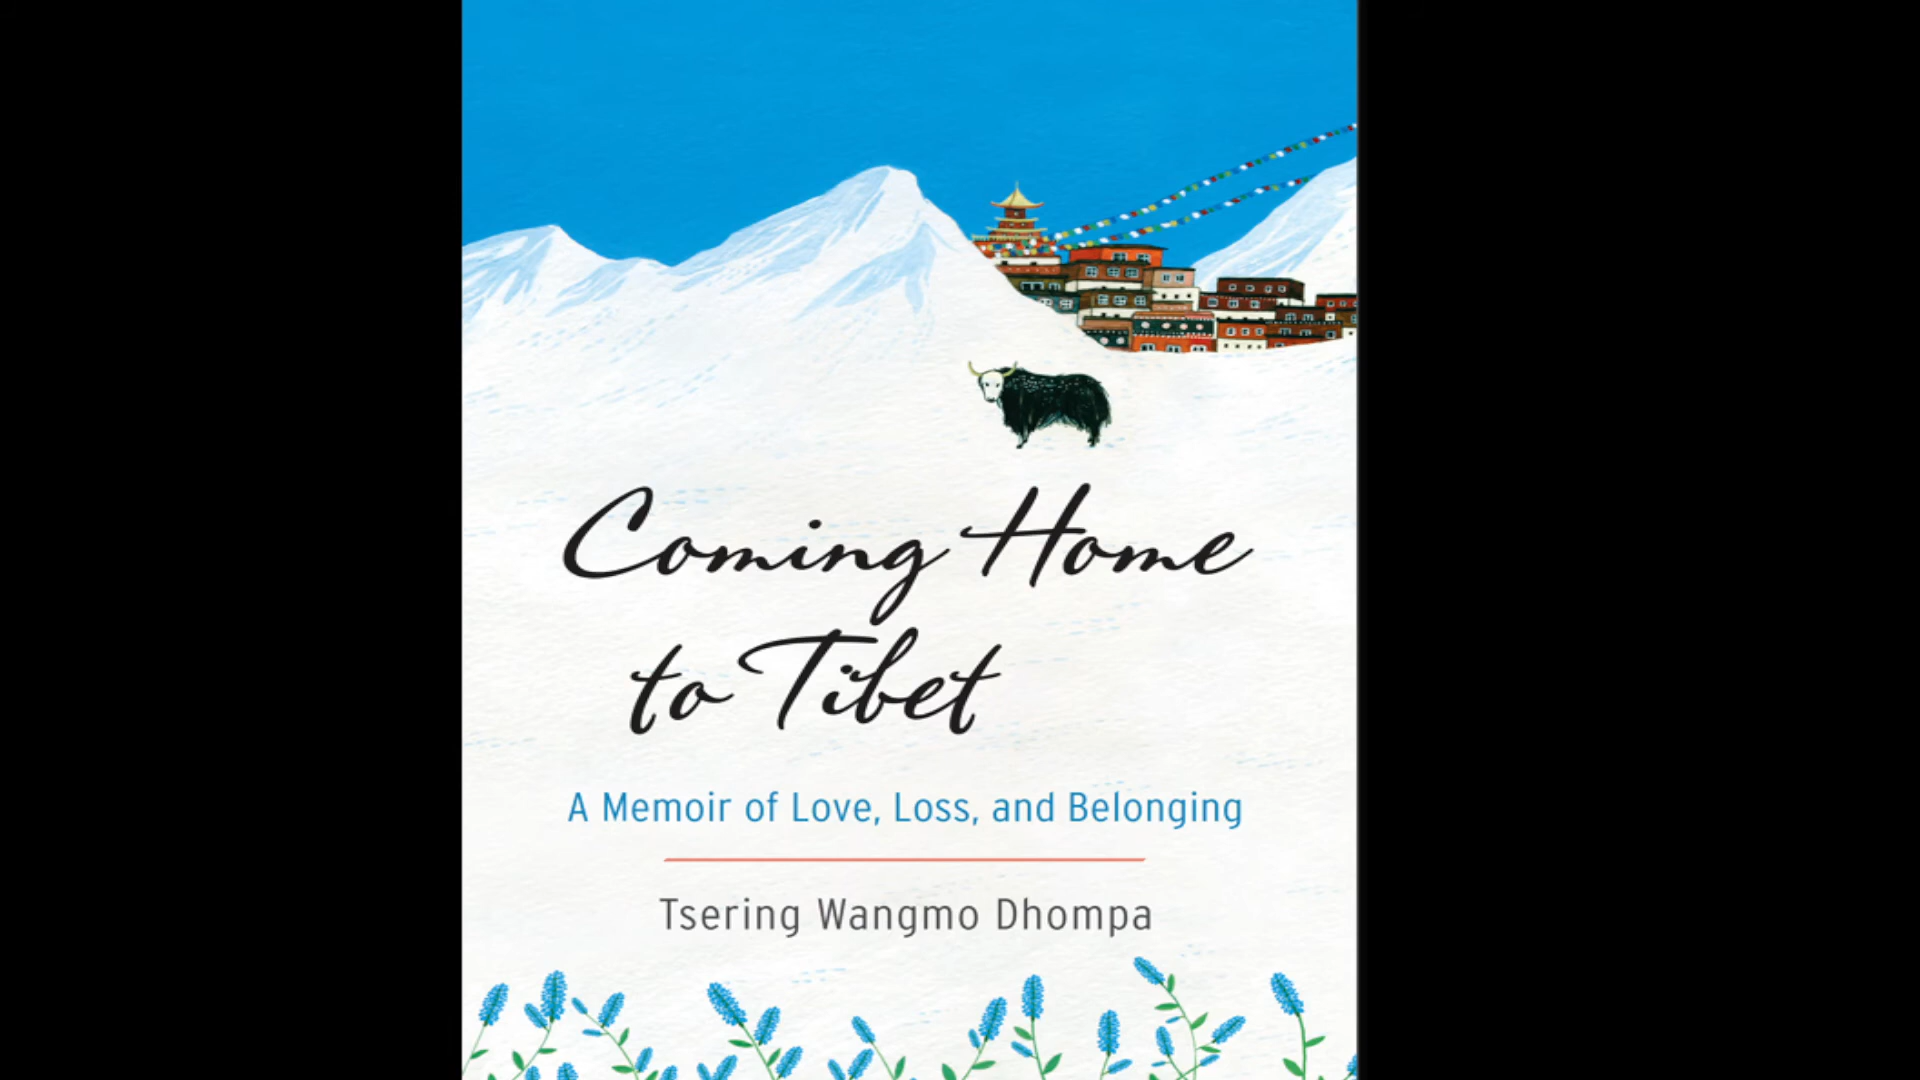 Coming Home
to Tibet
A Memoir of Love, Loss, and Belonging
Tsering Wangmo Dhompa